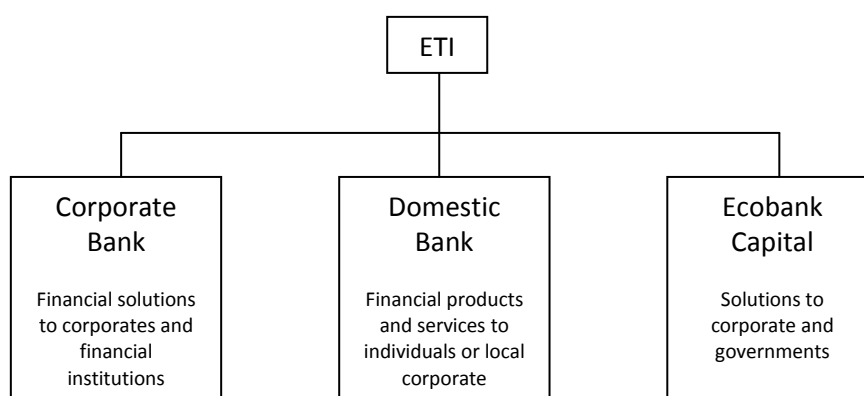 ETI
Corporate
Bank
Financial solutions
to corporates and
financial
institutions
Domestic
Bank
Financial products
and services to
individuals or local
corporate
Ecobank
Capital
Solutions to
corporate and
governments